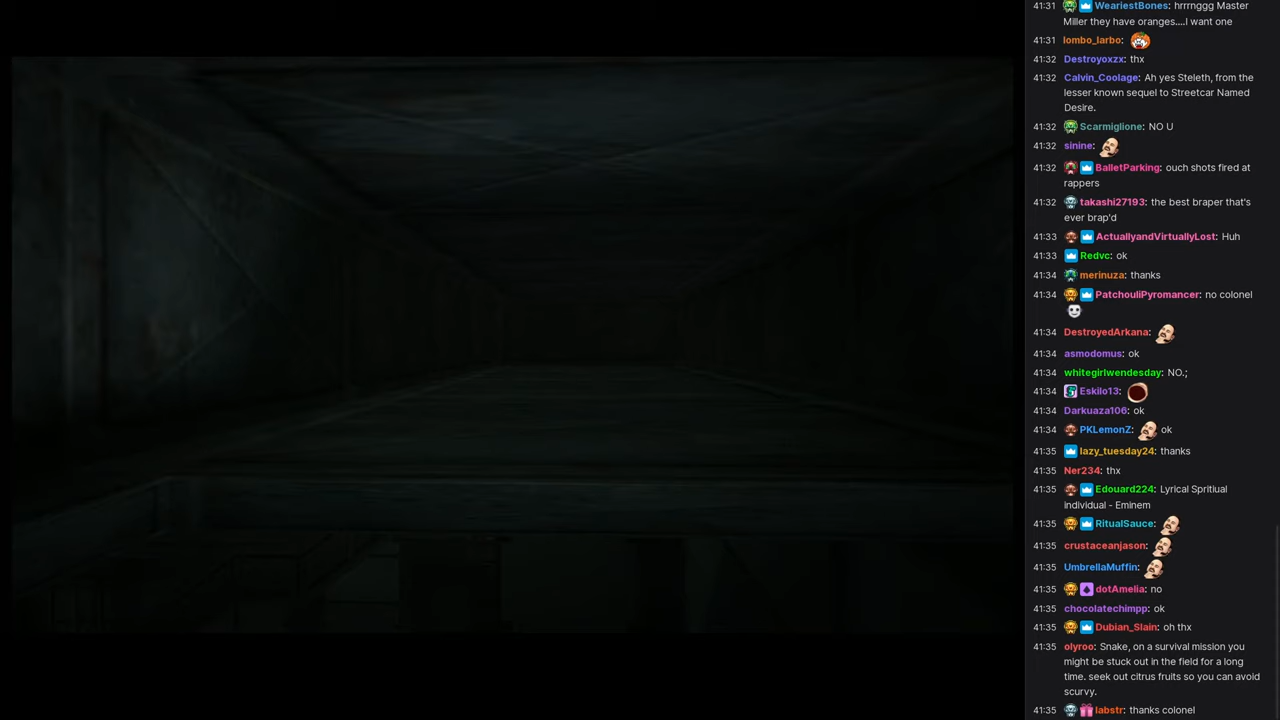 41:31 WeariestBones: hrrrnggg Master
Miller they have oranges....I want one
41:31 lombo_larbo:
41:32 Destroyoxzx: thx
41:32 Calvin_Coolage: Ah yes Steleth, from the
lesser known sequel to Streetcar Named
Desire.
41:32 Scarmiglione: NO U
41:32 sinine:
41:32 BalletParking: ouch shots fired at
rappers
41:32 takashi27193: the best braper that's
ever brap'd
41:33 ActuallyandVirtuallyLost: Huh
41:33 Redvc: ok
41:34 merinuza: thanks
41:34 PatchouliPyromancer: no colonel
41:34 DestroyedArkana:
41:34 asmodomus: ok
41:34 whitegirlwendesday: NO.;
41:34 Eskilo13:
41:34 Darkuaza106: ok
41:34 PKLemonZ: ok
41:35 lazy_tuesday24: thanks
41:35 Ner234: thx
41:35 Edouard224: Lyrical Spritiual
individual - Eminem
41:35 RitualSauce:
41:35 crustaceanjason:
41:35 UmbrellaMuffin:
41:35 dotAmelia: no
41:35 chocolatechimpp: ok
41:35 Dubian_Slain: oh thx
41:35 olyroo: Snake, on a survival mission you
might be stuck out in the field for a long
time. seek out citrus fruits so you can avoid
scurvy.
41:35 labstr: thanks colonel